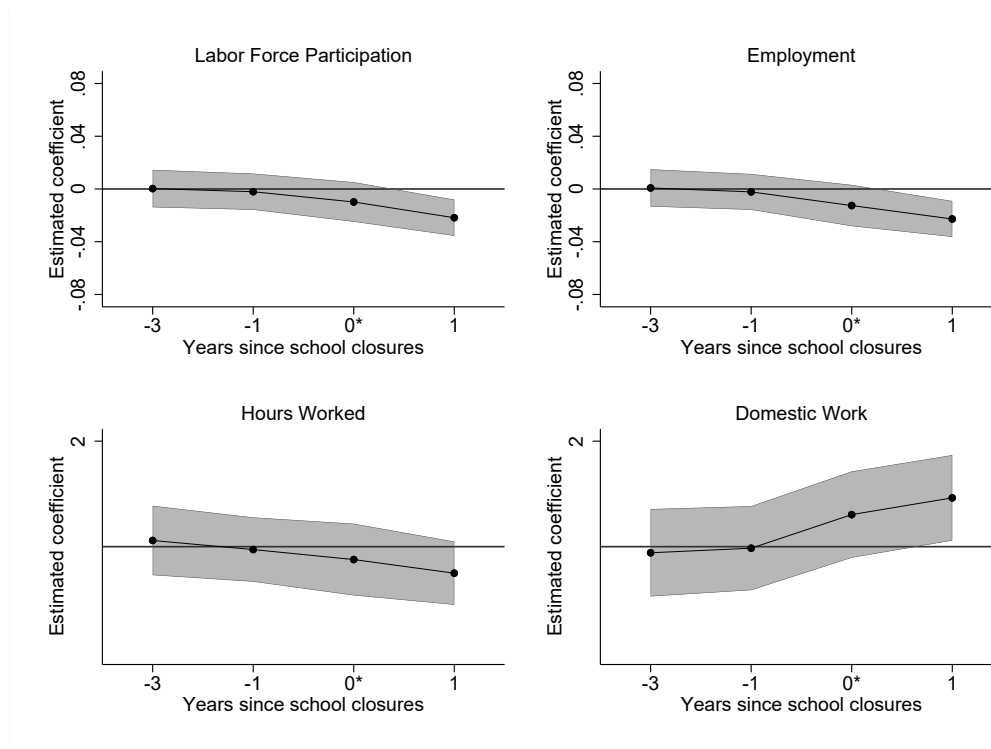 Labor Force Participation
Estimated coefficient
.08
.04
0
-.04
-.08
-3 -1 0* 1
Years since school closures
Employment
Estimated coefficient
.08
.04
0
-.04
-.08
-3 -1 0* 1
Years since school closures
Hours Worked
Estimated coefficient
2
-3 -1 0* 1
Years since school closures
Domestic Work
Estimated coefficient
2
-3 -1 0* 1
Years since school closures